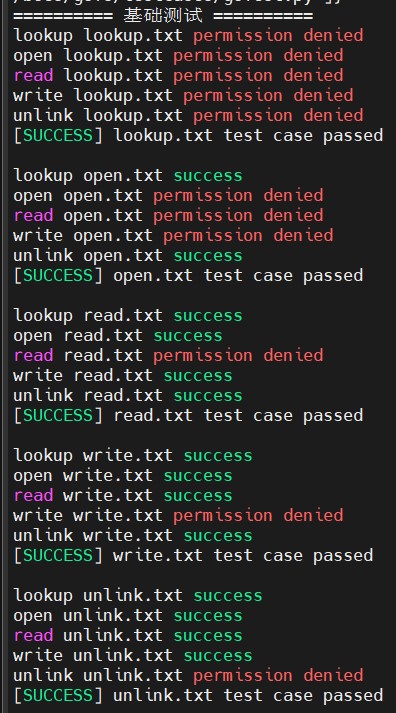 ========== 基础测试 ==========
lookup lookup.txt permission denied
open lookup.txt permission denied
read lookup.txt permission denied
write lookup.txt permission denied
unlink lookup.txt permission denied
[SUCCESS] lookup.txt test case passed
lookup open.txt success
open open.txt permission denied
read open.txt permission denied
write open.txt permission denied
unlink open.txt success
[SUCCESS] open.txt test case passed
lookup read.txt success
open read.txt success
read read.txt permission denied
write read.txt success
unlink read.txt success
[SUCCESS] read.txt test case passed
lookup write.txt success
open write.txt success
read write.txt success
write write.txt permission denied
unlink write.txt success
[SUCCESS] write.txt test case passed
lookup unlink.txt success
open unlink.txt success
read unlink.txt success
write unlink.txt success
unlink unlink.txt permission denied
[SUCCESS] unlink.txt test case passed